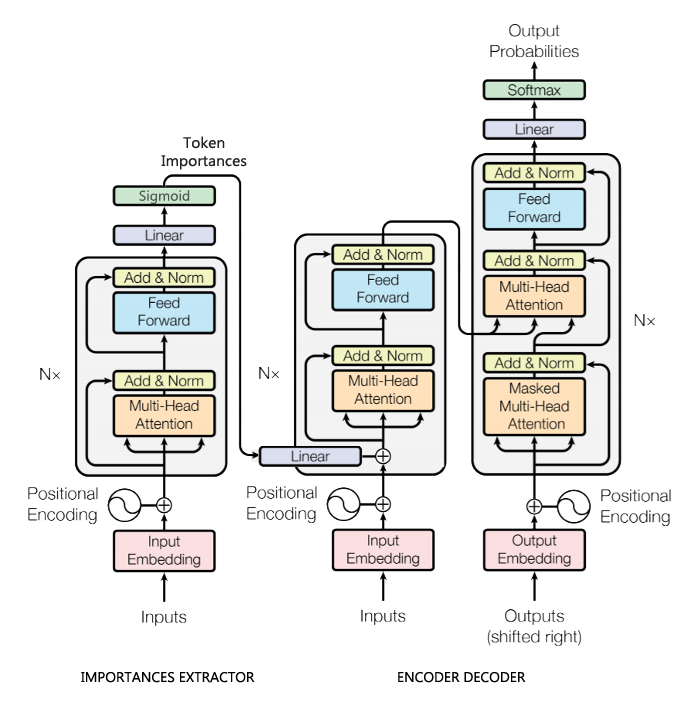 Output
Probabilities
Softmax
Linear
Add & Norm
Feed
Forward
Add & Norm
Multi-Head
Attention
Add & Norm
Masked
Multi-Head
Attention
N×
Positional
Encoding
Output
Embedding
Outputs
(shifted right)
Token
Importances
Sigmoid
Linear
Add & Norm
Feed
Forward
Add & Norm
Multi-Head
Attention
N×
Positional
Encoding
Input
Embedding
Inputs
Add & Norm
Feed
Forward
Add & Norm
Multi-Head
Attention
N×
Linear
Positional
Encoding
Input
Embedding
Inputs
IMPORTANCES EXTRACTOR
ENCODER DECODER